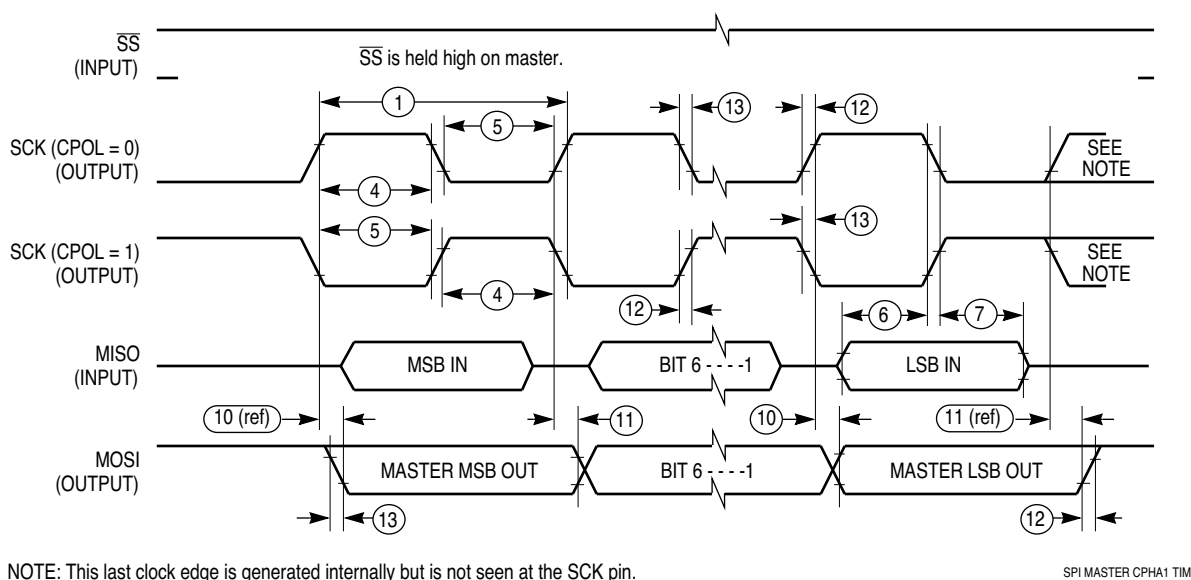 SS
(INPUT)
SS is held high on master.
1
13
12
5
SCK (CPOL = 0)
(OUTPUT)
SEE
NOTE
4
13
5
SCK (CPOL = 1)
(OUTPUT)
SEE
NOTE
4
12
6
7
MISO
(INPUT)
MSB IN
BIT 6 - - - -1
LSB IN
10 (ref)
11
10
11 (ref)
MOSI
(OUTPUT)
MASTER MSB OUT
BIT 6 - - - -1
MASTER LSB OUT
13
12
NOTE: This last clock edge is generated internally but is not seen at the SCK pin.
SPI MASTER CPHA1 TIM